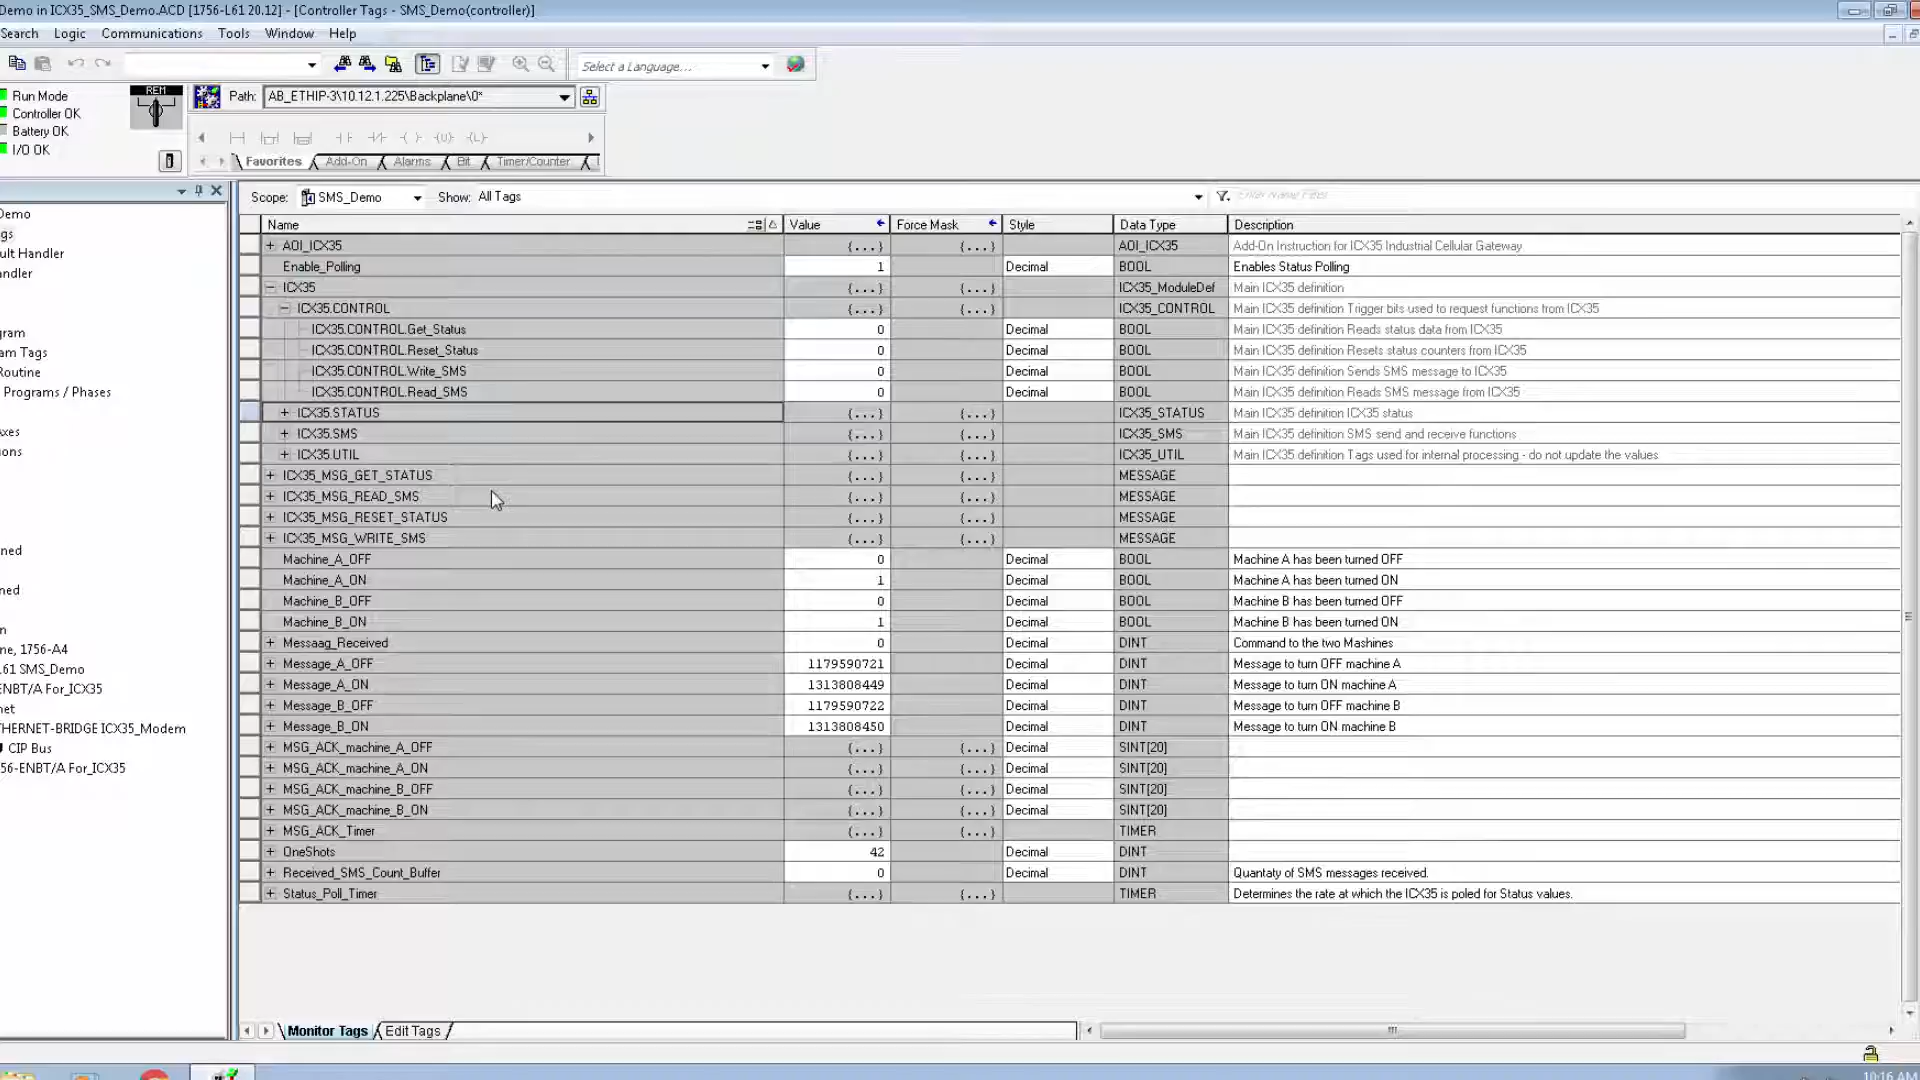 Demo in ICX35_SMS_Demo.ACD [1756-L61 20.12] - [Controller Tags - SMS_Demo(controller)]
Search Logic Communications Tools Window Help
Select a Language...
Run Mode
Controller OK
Battery OK
I/O OK
REM
Path: AB_ETHIP-3\10.12.1.225\Backplane\0*
Favorites Add-On Alarms Bit Timer/Counter
Scope: SMS_Demo Show: All Tags Enter Name Filter
Name Value Force Mask Style Data Type Description
AOI_ICX35 {...} {...} AOI_ICX35 Add-On Instruction for ICX35 Industrial Cellular Gateway
Enable_Polling 1 Decimal BOOL Enables Status Polling
ICX35 {...} {...} ICX35_ModuleDef Main ICX35 definition
ICX35.CONTROL {...} {...} ICX35_CONTROL Main ICX35 definition Trigger bits used to request functions from ICX35
ICX35.CONTROL.Get_Status 0 Decimal BOOL Main ICX35 definition Reads status data from ICX35
ICX35.CONTROL.Reset_Status 0 Decimal BOOL Main ICX35 definition Resets status counters from ICX35
ICX35.CONTROL.Write_SMS 0 Decimal BOOL Main ICX35 definition Sends SMS message to ICX35
ICX35.CONTROL.Read_SMS 0 Decimal BOOL Main ICX35 definition Reads SMS message from ICX35
ICX35.STATUS {...} {...} ICX35_STATUS Main ICX35 definition ICX35 status
ICX35.SMS {...} {...} ICX35_SMS Main ICX35 definition SMS send and receive functions
ICX35.UTIL {...} {...} ICX35_UTIL Main ICX35 definition Tags used for internal processing - do not update the values
ICX35_MSG_GET_STATUS {...} {...} MESSAGE
ICX35_MSG_READ_SMS {...} {...} MESSAGE
ICX35_MSG_RESET_STATUS {...} {...} MESSAGE
ICX35_MSG_WRITE_SMS {...} {...} MESSAGE
Machine_A_OFF 0 Decimal BOOL Machine A has been turned OFF
Machine_A_ON 1 Decimal BOOL Machine A has been turned ON
Machine_B_OFF 0 Decimal BOOL Machine B has been turned OFF
Machine_B_ON 1 Decimal BOOL Machine B has been turned ON
Messaag_Received 0 Decimal DINT Command to the two Mashines
Message_A_OFF 1179590721 Decimal DINT Message to turn OFF machine A
Message_A_ON 1313808449 Decimal DINT Message to turn ON machine A
Message_B_OFF 1179590722 Decimal DINT Message to turn OFF machine B
Message_B_ON 1313808450 Decimal DINT Message to turn ON machine B
MSG_ACK_machine_A_OFF {...} {...} Decimal SINT[20]
MSG_ACK_machine_A_ON {...} {...} Decimal SINT[20]
MSG_ACK_machine_B_OFF {...} {...} Decimal SINT[20]
MSG_ACK_machine_B_ON {...} {...} Decimal SINT[20]
MSG_ACK_Timer {...} {...} TIMER
OneShots 42 Decimal DINT
Received_SMS_Count_Buffer 0 Decimal DINT Quantaty of SMS messages received.
Status_Poll_Timer {...} {...} TIMER Determines the rate at which the ICX35 is poled for Status values.
Demo
gs
ult Handler
andler
gram
am Tags
Routine
Programs / Phases
xes
ons
ned
ned
n
ne, 1756-A4
L61 SMS_Demo
ENBT/A For_ICX35
net
THERNET-BRIDGE ICX35_Modem
CIP Bus
56-ENBT/A For_ICX35
Monitor Tags Edit Tags
10:16 AM